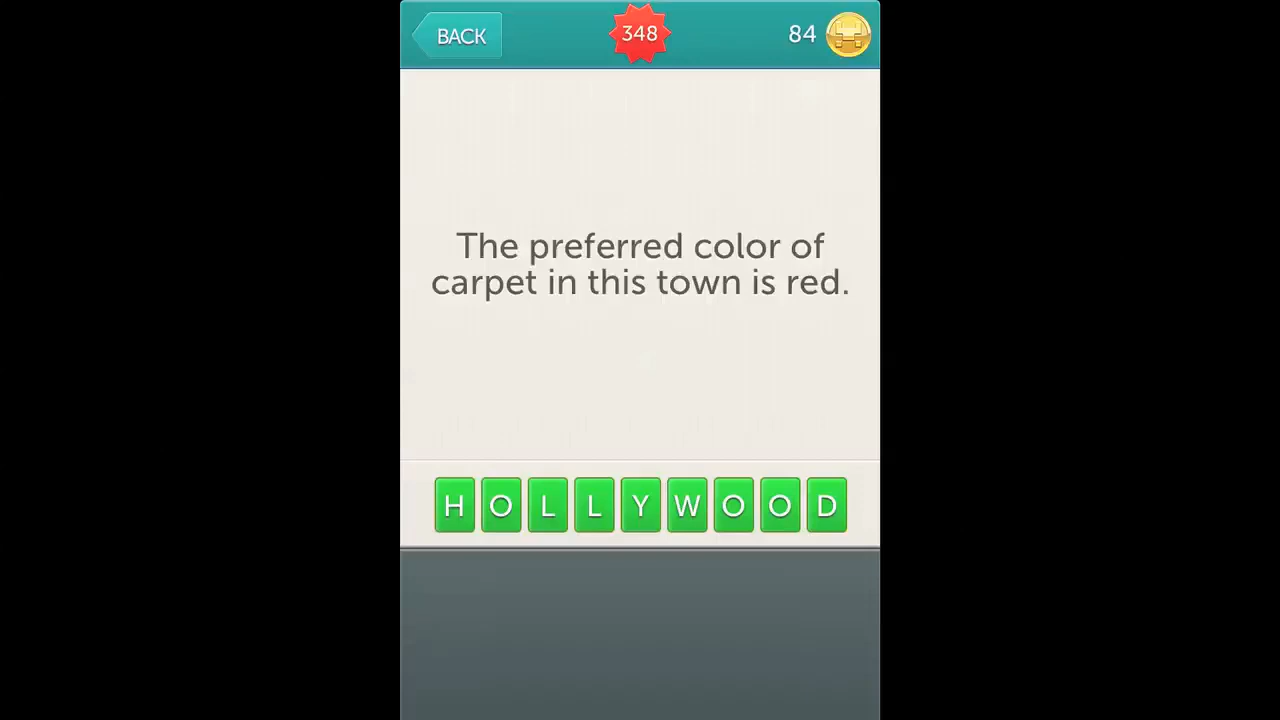 BACK
348
84
The preferred color of
carpet in this town is red.
HOLLYWOOD